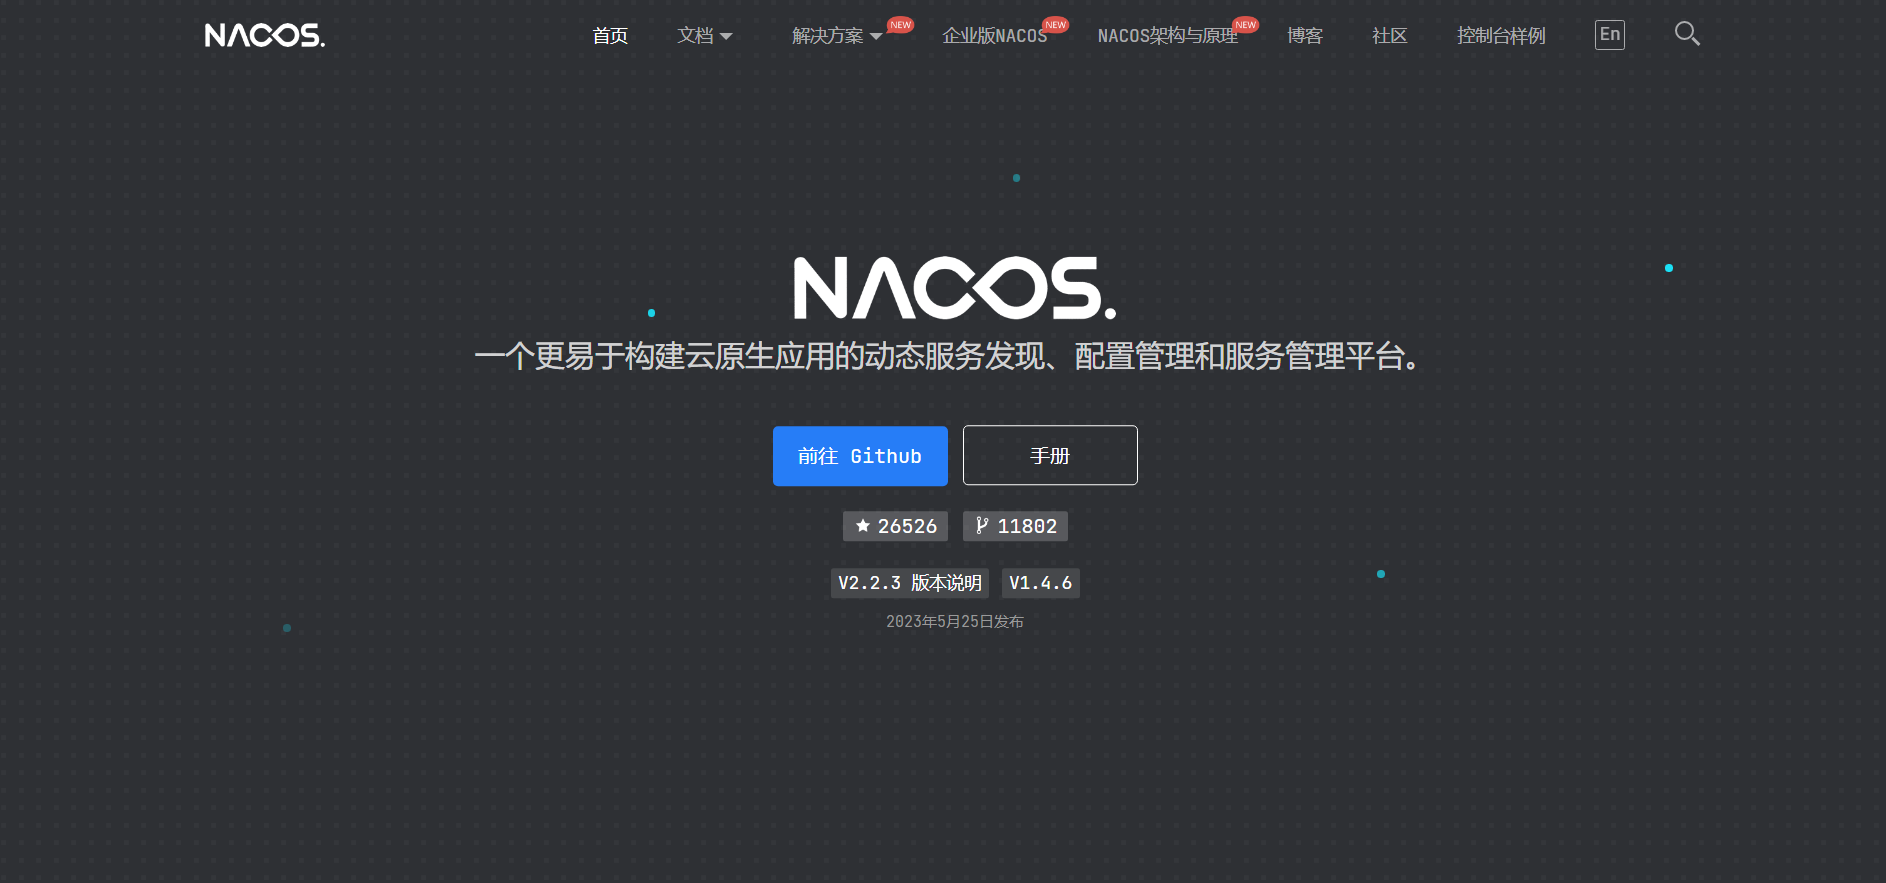 NACOS. 首页 文档 解决方案 NEW 企业版NACOS NEW NACOS架构与原理 NEW 博客 社区 控制台样例 En
NACOS.
一个更易于构建云原生应用的动态服务发现、配置管理和服务管理平台。
前往 Github 手册
26526 11802
V2.2.3 版本说明 V1.4.6
2023年5月25日发布